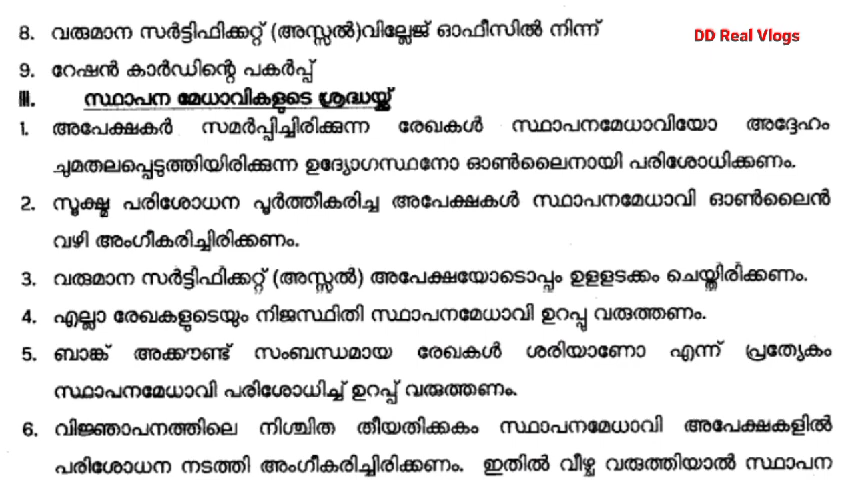 8. വരുമാന സർട്ടിഫിക്കറ്റ് (അസ്സൽ)വില്ലേജ് ഓഫീസിൽ നിന്ന്
DD Real Vlogs
9. റേഷൻ കാർഡിന്റെ പകർപ്പ്
III. സ്ഥാപന മേധാവികളുടെ ശ്രദ്ധയ്ക്ക്
1. അപേക്ഷകർ സമർപ്പിച്ചിരിക്കുന്ന രേഖകൾ സ്ഥാപനമേധാവിയോ അദ്ദേഹം
ചുമതലപ്പെടുത്തിയിരിക്കുന്ന ഉദ്യോഗസ്ഥനോ ഓൺലൈനായി പരിശോധിക്കണം.
2. സൂക്ഷ്മ പരിശോധന പൂർത്തീകരിച്ച അപേക്ഷകൾ സ്ഥാപനമേധാവി ഓൺലൈൻ
വഴി അംഗീകരിച്ചിരിക്കണം.
3. വരുമാന സർട്ടിഫിക്കറ്റ് (അസ്സൽ) അപേക്ഷയോടൊപ്പം ഉളളടക്കം ചെയ്തിരിക്കണം.
4. എല്ലാ രേഖകളുടെയും നിജസ്ഥിതി സ്ഥാപനമേധാവി ഉറപ്പു വരുത്തണം.
5. ബാങ്ക് അക്കൗണ്ട് സംബന്ധമായ രേഖകൾ ശരിയാണോ എന്ന് പ്രത്യേകം
സ്ഥാപനമേധാവി പരിശോധിച്ച് ഉറപ്പ് വരുത്തണം.
6. വിജ്ഞാപനത്തിലെ നിശ്ചിത തീയതിക്കകം സ്ഥാപനമേധാവി അപേക്ഷകളിൽ
പരിശോധന നടത്തി അംഗീകരിച്ചിരിക്കണം. ഇതിൽ വീഴ്ച വരുത്തിയാൽ സ്ഥാപന